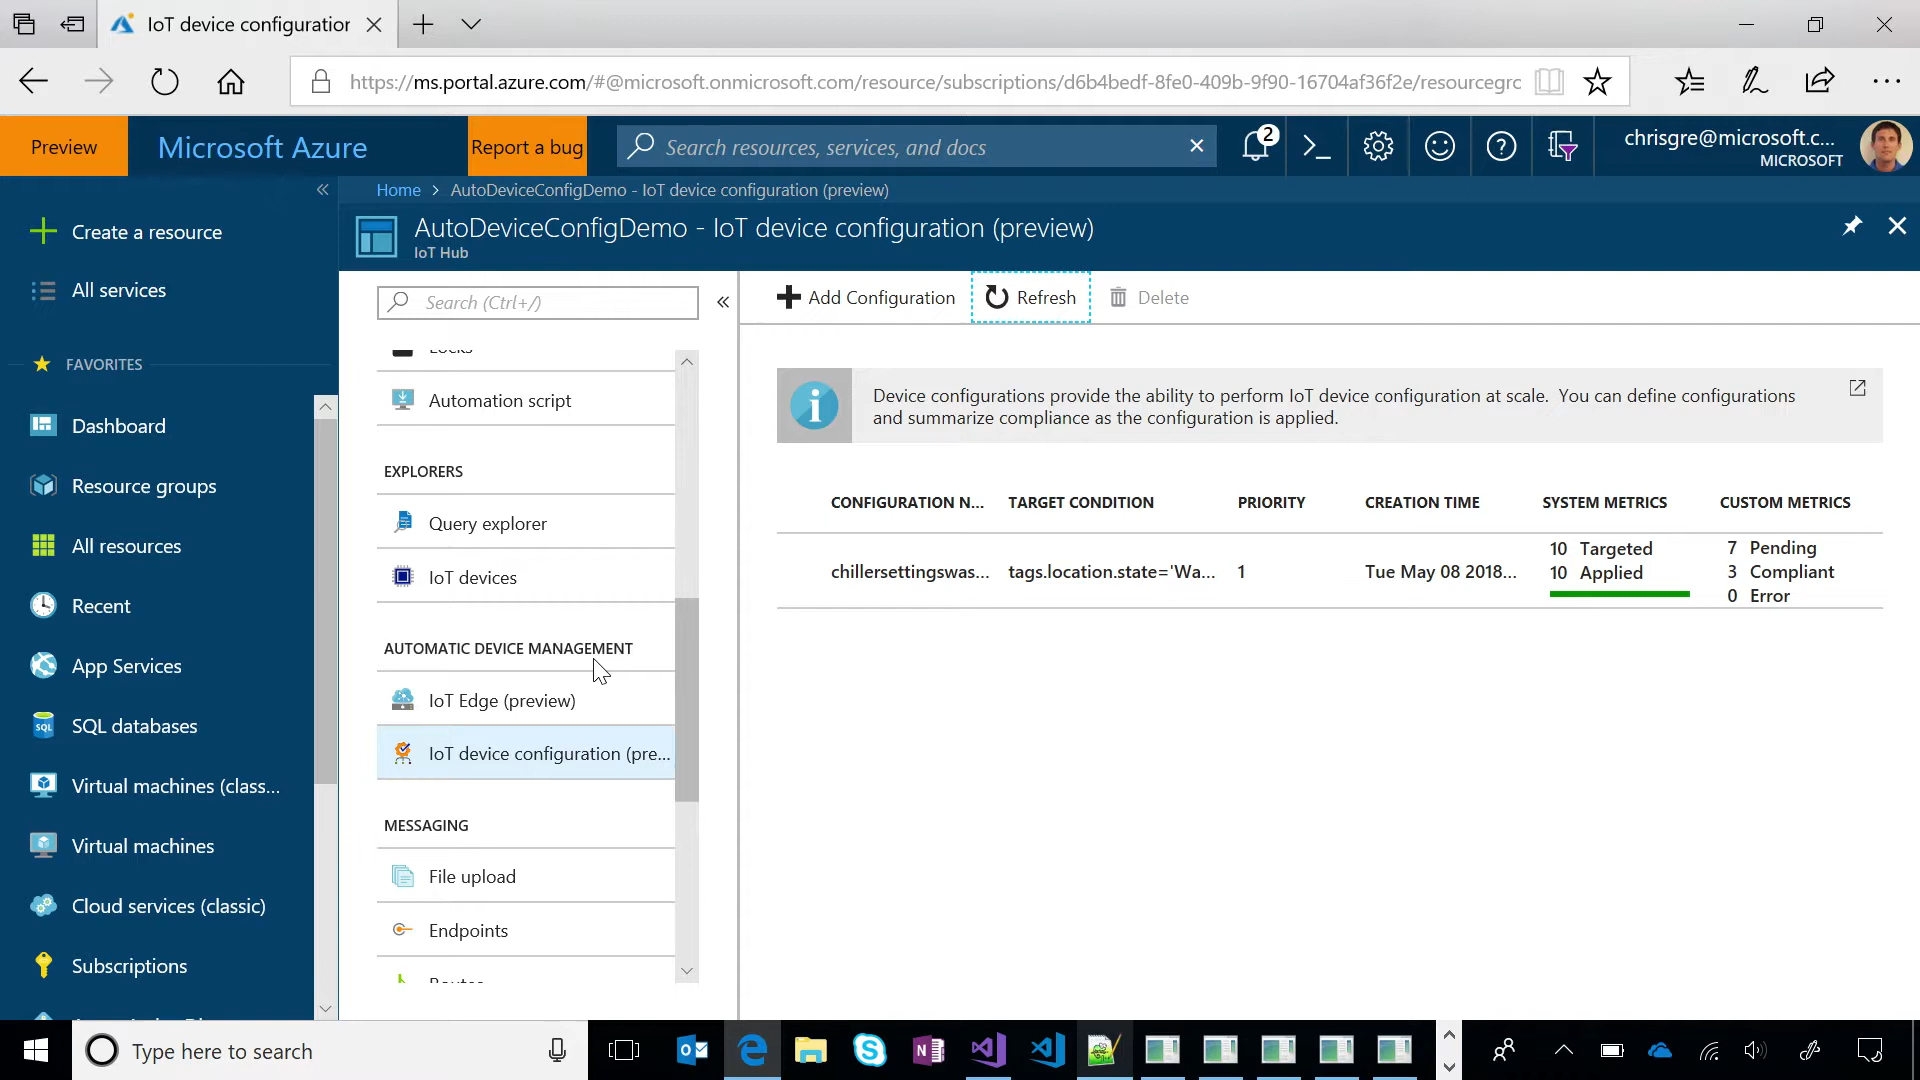 IoT device configuration
https://ms.portal.azure.com/#@microsoft.onmicrosoft.com/resource/subscriptions/d6b4bedf-8fe0-409b-9f90-16704af36f2e/resourcegrc
Preview
Microsoft Azure
Report a bug
Search resources, services, and docs
2
chrisgre@microsoft.c...
MICROSOFT
Home > AutoDeviceConfigDemo - IoT device configuration (preview)
AutoDeviceConfigDemo - IoT device configuration (preview)
IoT Hub
Create a resource
All services
FAVORITES
Dashboard
Resource groups
All resources
Recent
App Services
SQL databases
Virtual machines (class...
Virtual machines
Cloud services (classic)
Subscriptions
Search (Ctrl+/)
Locks
Automation script
EXPLORERS
Query explorer
IoT devices
AUTOMATIC DEVICE MANAGEMENT
IoT Edge (preview)
IoT device configuration (pre...
MESSAGING
File upload
Endpoints
Routes
Add Configuration
Refresh
Delete
Device configurations provide the ability to perform IoT device configuration at scale. You can define configurations
and summarize compliance as the configuration is applied.
CONFIGURATION N... TARGET CONDITION PRIORITY CREATION TIME SYSTEM METRICS CUSTOM METRICS
chillersettingswas... tags.location.state='Wa... 1 Tue May 08 2018...
10 Targeted
10 Applied
7 Pending
3 Compliant
0 Error
Type here to search